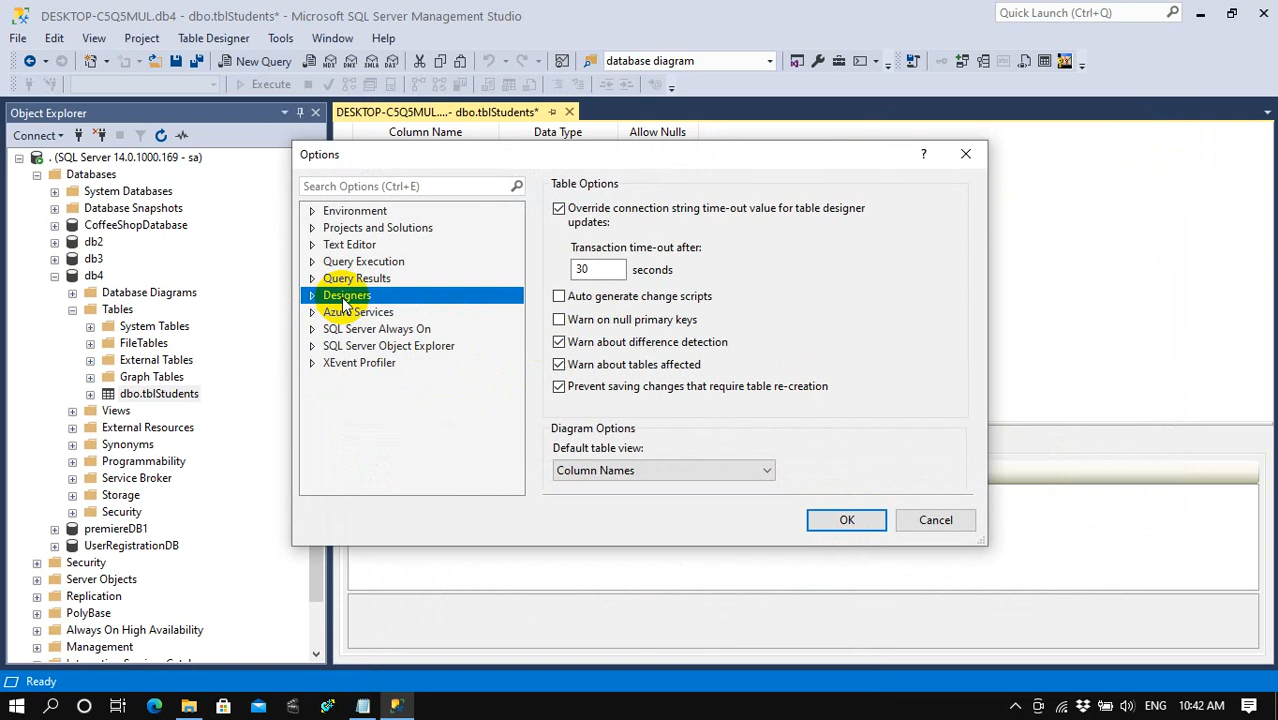 DESKTOP-C5Q5MUL.db4 - dbo.tblStudents* - Microsoft SQL Server Management Studio
Quick Launch (Ctrl+Q)
File Edit View Project Table Designer Tools Window Help
New Query
database diagram
Execute
Object Explorer
DESKTOP-C5Q5MUL....- dbo.tblStudents*
Connect
Column Name Data Type Allow Nulls
. (SQL Server 14.0.1000.169 - sa)
Databases
System Databases
Database Snapshots
CoffeeShopDatabase
db2
db3
db4
Database Diagrams
Tables
System Tables
FileTables
External Tables
Graph Tables
dbo.tblStudents
Views
External Resources
Synonyms
Programmability
Service Broker
Storage
Security
premiereDB1
UserRegistrationDB
Security
Server Objects
Replication
PolyBase
Always On High Availability
Management
Options
Search Options (Ctrl+E)
Environment
Projects and Solutions
Text Editor
Query Execution
Query Results
Designers
Azure Services
SQL Server Always On
SQL Server Object Explorer
XEvent Profiler
Table Options
Override connection string time-out value for table designer
updates:
Transaction time-out after:
30 seconds
Auto generate change scripts
Warn on null primary keys
Warn about difference detection
Warn about tables affected
Prevent saving changes that require table re-creation
Diagram Options
Default table view:
Column Names
OK Cancel
Ready
ENG 10:42 AM